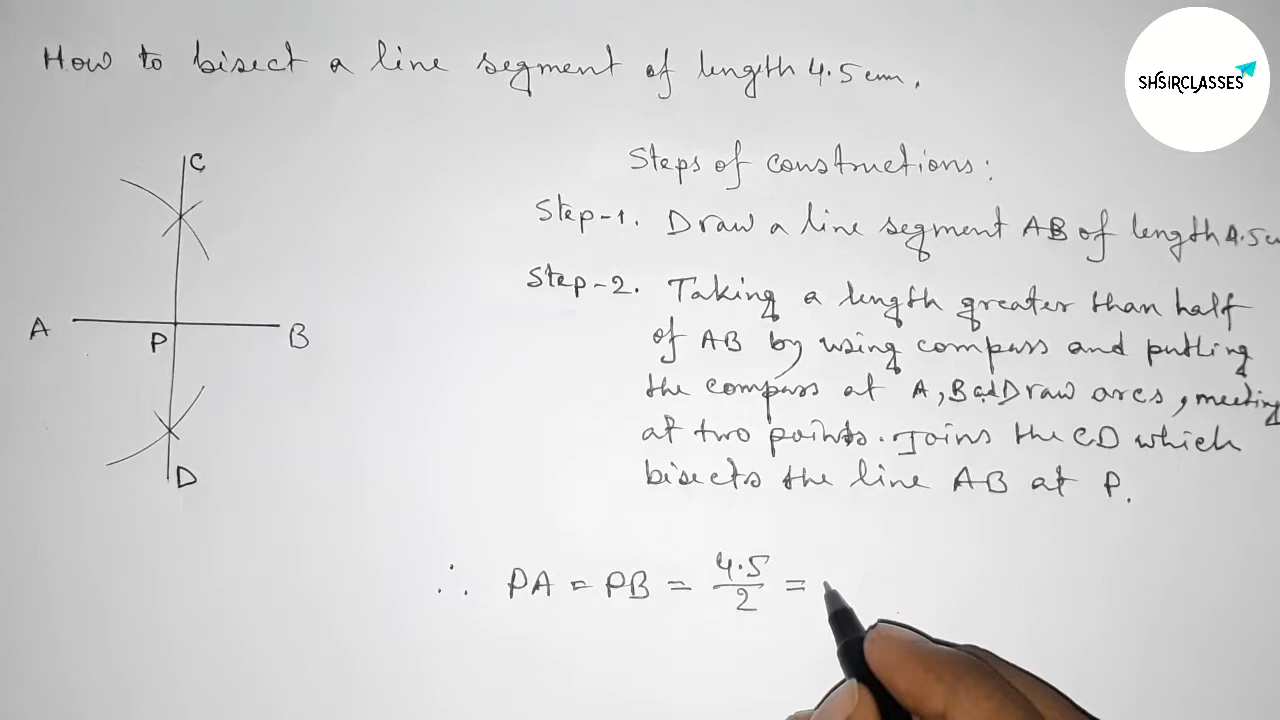 How to bisect a line segment of length 4.5 cm.
SHSIRCLASSES
C
A
P
B
D
Steps of constructions:
Step-1. Draw a line segment AB of length 4.5 cm
Step-2. Taking a length greater than half
of AB by using compass and putting
the compass at A, B and Draw arcs, meeting
at two points. Joins the CD which
bisects the line AB at P.
∴ PA = PB = 4.5/2 =